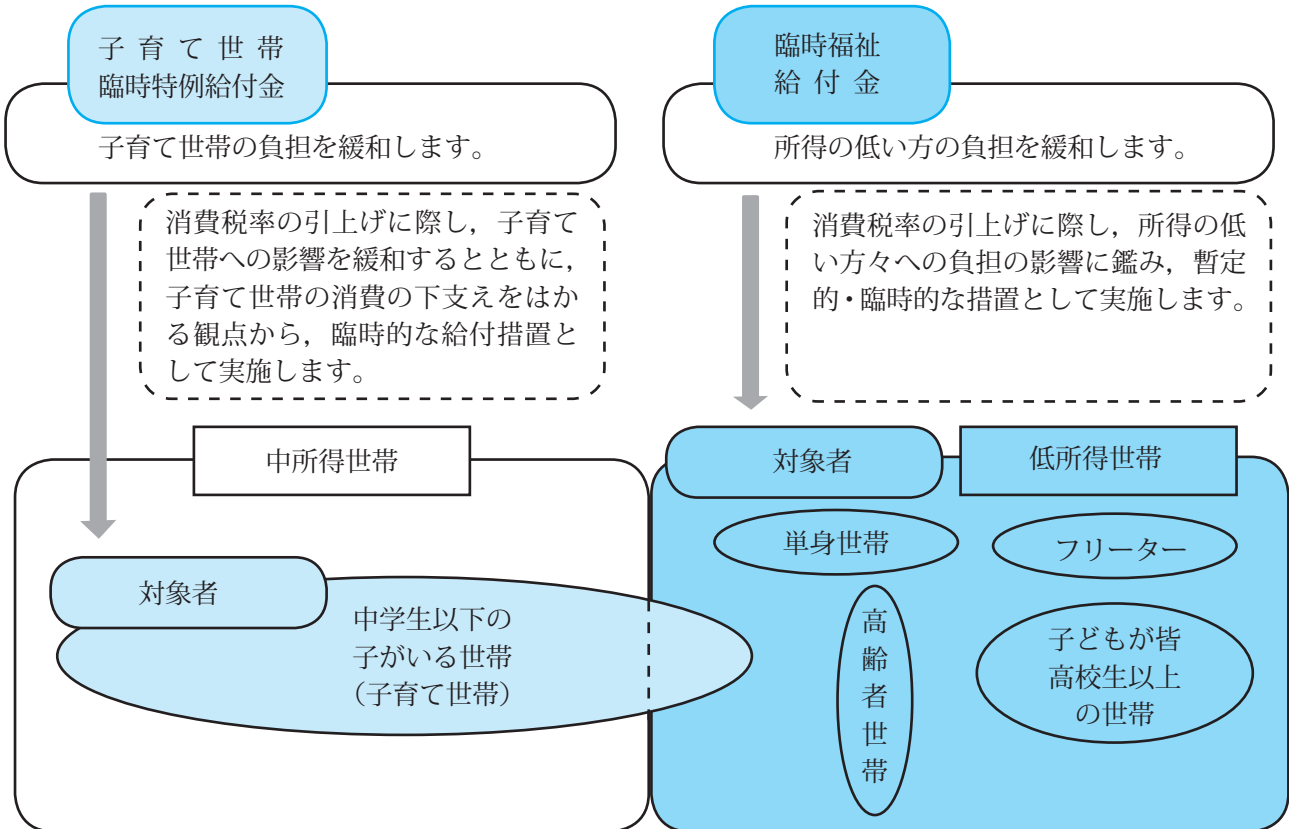 子育て世帯
臨時特例給付金
子育て世帯の負担を緩和します。
消費税率の引上げに際し，子育て
世帯への影響を緩和するとともに，
子育て世帯の消費の下支えをはか
る観点から，臨時的な給付措置と
して実施します。
中所得世帯
対象者
中学生以下の
子がいる世帯
（子育て世帯）
臨時福祉
給付金
所得の低い方の負担を緩和します。
消費税率の引上げに際し，所得の低
い方々への負担の影響に鑑み，暫定
的・臨時的な措置として実施します。
対象者
低所得世帯
単身世帯
フリーター
高齢者世帯
子どもが皆
高校生以上
の世帯